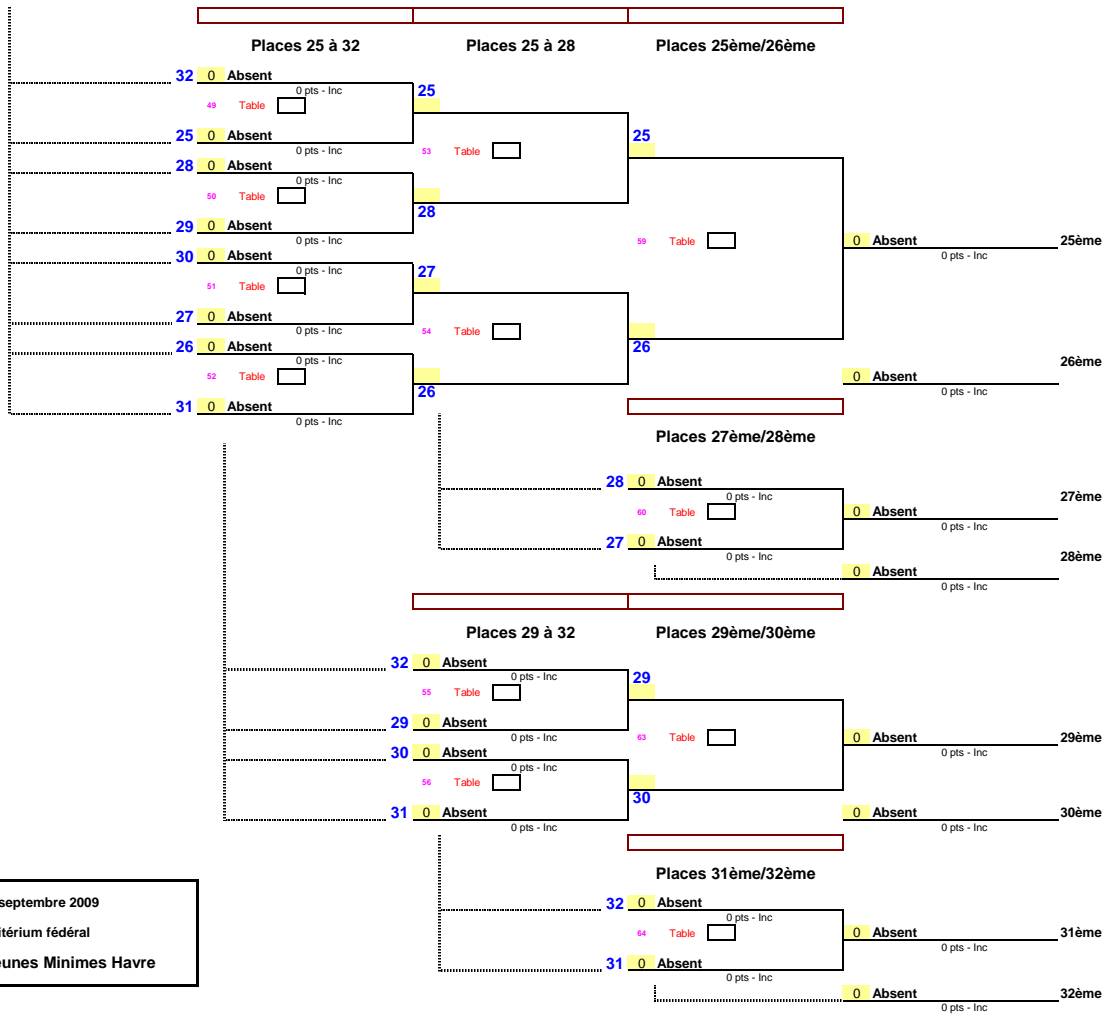 Places 25 à 32 Places 25 à 28 Places 25ème/26ème
32 0 Absent
0 pts - Inc
25
49 Table
25 0 Absent
0 pts - Inc
25
53 Table
28 0 Absent
0 pts - Inc
50 Table
28
29 0 Absent
0 pts - Inc
59 Table
0 Absent 25ème
0 pts - Inc
30 0 Absent
0 pts - Inc
27
51 Table
27 0 Absent
0 pts - Inc
54 Table
26 0 Absent
0 pts - Inc
26
26ème
52 Table
0 Absent
0 pts - Inc
26
31 0 Absent
0 pts - Inc
Places 27ème/28ème
28 0 Absent
0 pts - Inc
27ème
60 Table
0 Absent
0 pts - Inc
27 0 Absent
0 pts - Inc
28ème
0 Absent
0 pts - Inc
Places 29 à 32 Places 29ème/30ème
32 0 Absent
0 pts - Inc
29
55 Table
29 0 Absent
0 pts - Inc
63 Table
0 Absent 29ème
0 pts - Inc
30 0 Absent
0 pts - Inc
56 Table
30
31 0 Absent
0 pts - Inc
0 Absent 30ème
0 pts - Inc
Places 31ème/32ème
32 0 Absent
0 pts - Inc
64 Table
0 Absent 31ème
0 pts - Inc
31 0 Absent
0 pts - Inc
0 Absent 32ème
0 pts - Inc
septembre 2009
itérium fédéral
eunes Minimes Havre